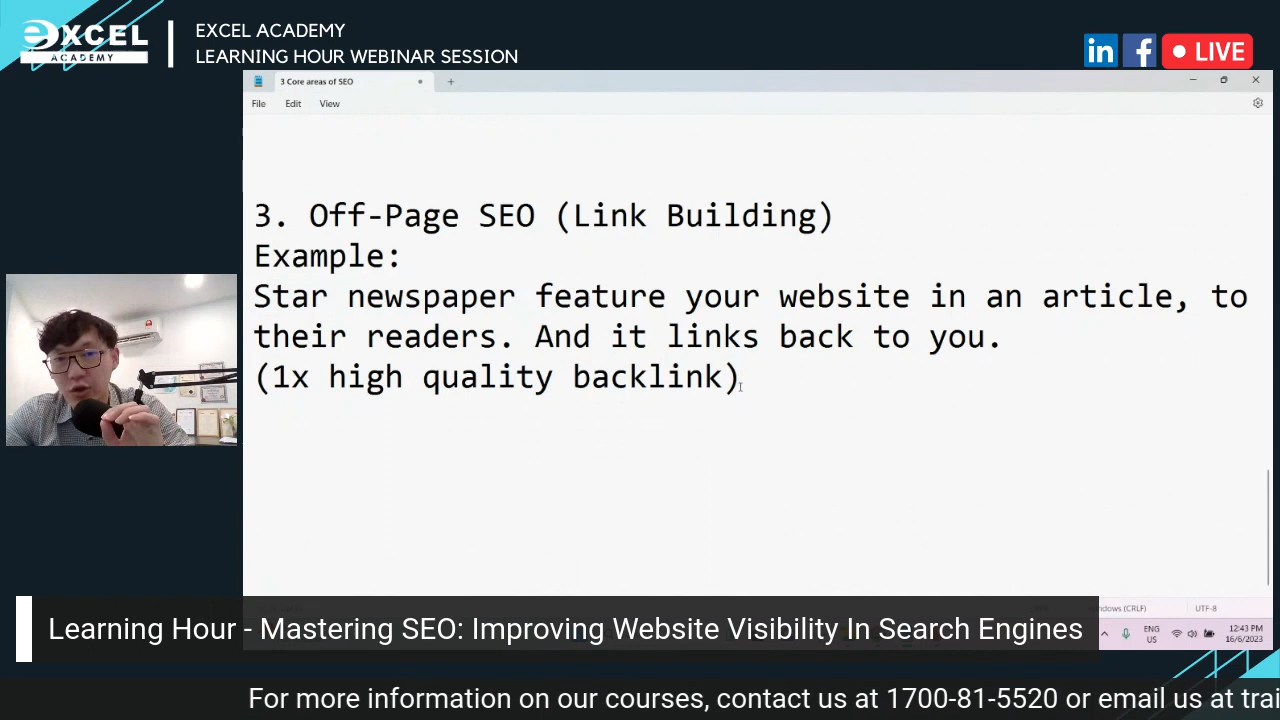 eXCEL
ACADEMY
EXCEL ACADEMY
LEARNING HOUR WEBINAR SESSION
in f LIVE
3 Core areas of SEO
File Edit View
3. Off-Page SEO (Link Building)
Example:
Star newspaper feature your website in an article, to
their readers. And it links back to you.
(1x high quality backlink)
ndows (CRLF) UTF-8
ENG
US
12:43 PM
16/6/2023
Learning Hour - Mastering SEO: Improving Website Visibility In Search Engines
For more information on our courses, contact us at 1700-81-5520 or email us at trai